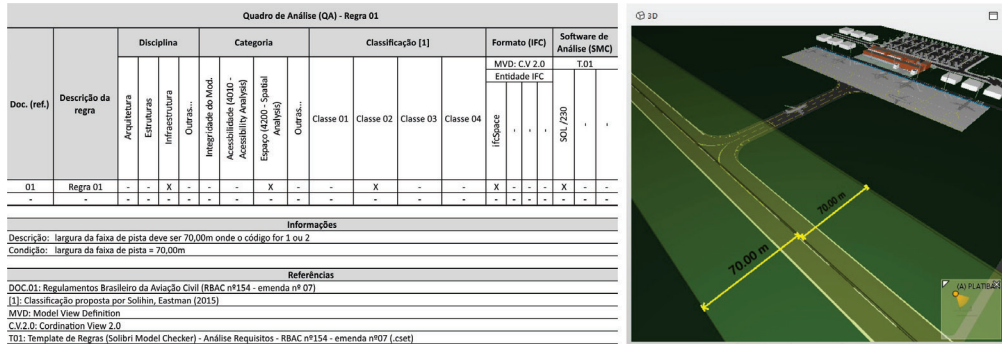 Quadro de Análise (QA) - Regra 01
Doc. (ref.)
Descrição da
regra
Disciplina
Categoria
Classificação [1]
Formato (IFC)
Software de
Análise (SMC)
MVD: C.V 2.0
T.01
Entidade IFC
Arquitetura
Estruturas
Infraestrutura
Outras...
Integridade do Mod.
Acessibilidade (4010 -
Acessibility Analysis)
Espaço (4200 - Spatial
Analysis)
Outras...
Classe 01
Classe 02
Classe 03
Classe 04
ifcSpace
-
-
-
SOL /230
-
-
01 Regra 01 - - X - - - X - - X - - X - - - X - -
- - - - - - - - - - - - - - - - - - - - -
Informações
Descrição: largura da faixa de pista deve ser 70,00m onde o código for 1 ou 2
Condição: largura da faixa de pista = 70,00m
Referências
DOC.01: Regulamentos Brasileiro da Aviação Civil (RBAC nº154 - emenda nº 07)
[1]: Classificação proposta por Solihin, Eastman (2015)
MVD: Model View Definition
C.V.2.0: Cordination View 2.0
T01: Template de Regras (Solibri Model Checker) - Análise Requisitos - RBAC nº154 - emenda nº07 (.cset)
3D
70.00 m
70.00 m
(A) PLATIBA